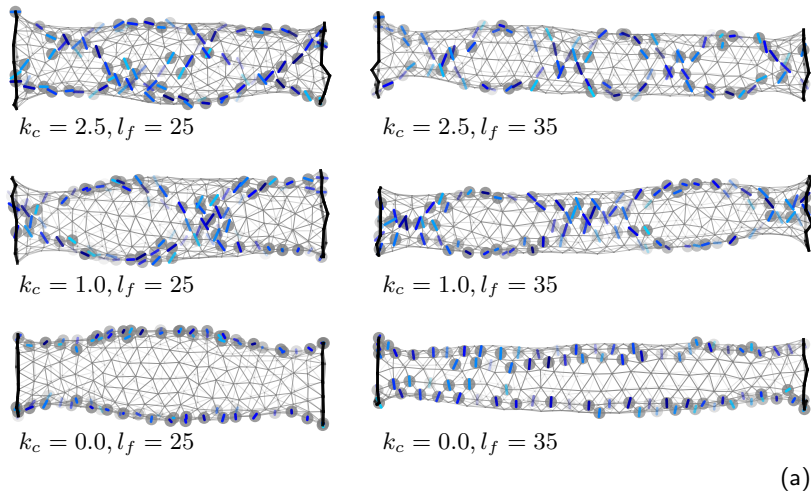 k_c = 2.5, l_f = 25
k_c = 2.5, l_f = 35
k_c = 1.0, l_f = 25
k_c = 1.0, l_f = 35
k_c = 0.0, l_f = 25
k_c = 0.0, l_f = 35
(a)